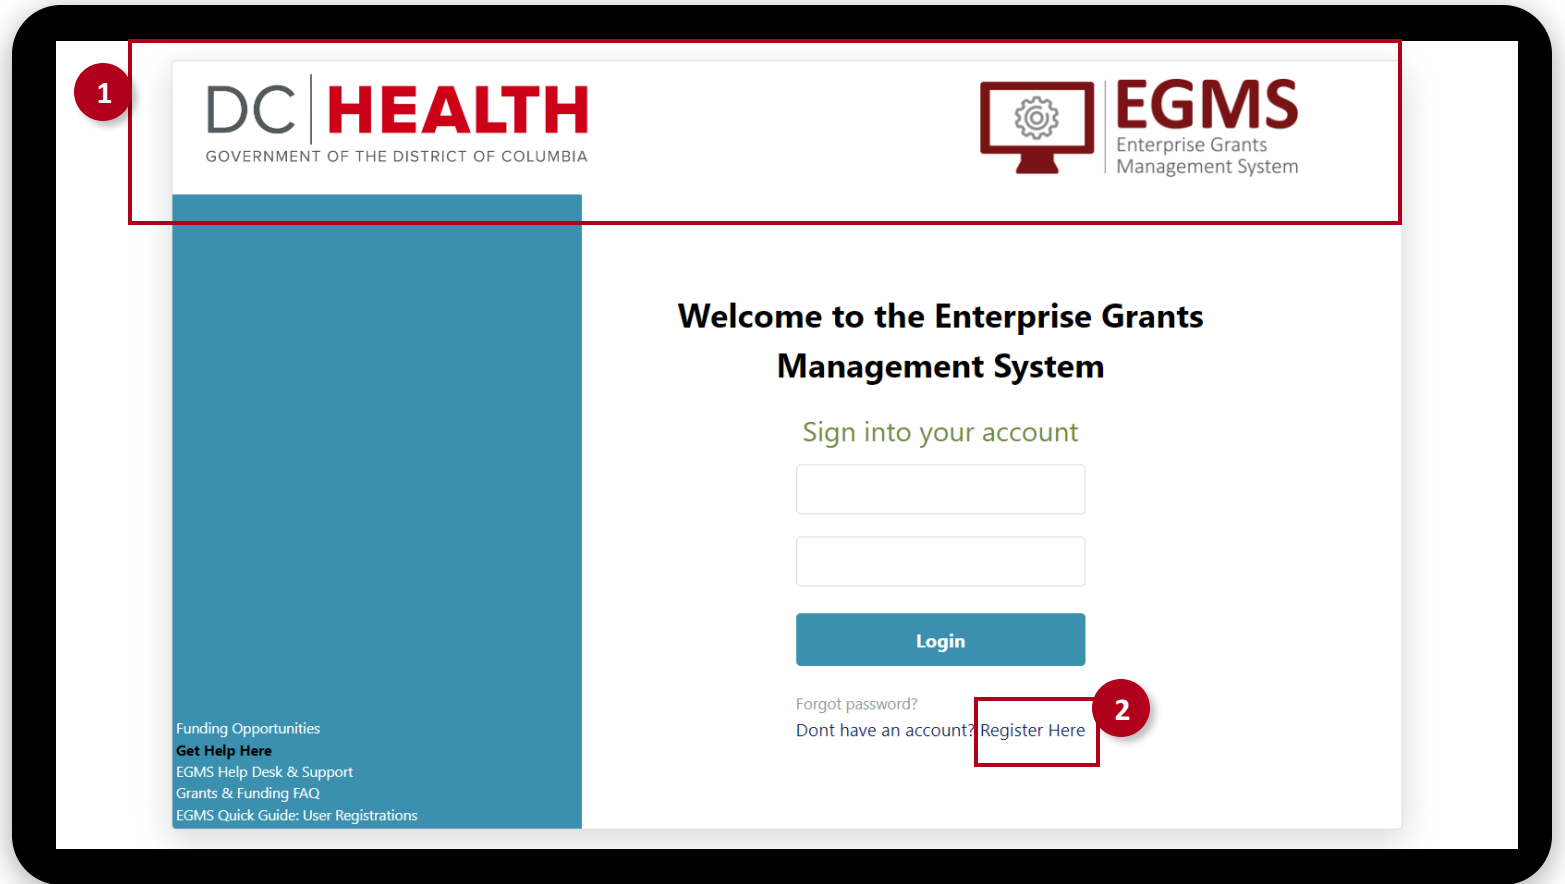 1
DC HEALTH
GOVERNMENT OF THE DISTRICT OF COLUMBIA
EGMS
Enterprise Grants
Management System
Welcome to the Enterprise Grants
Management System
Sign into your account
Login
Forgot password?
Dont have an account? Register Here
2
Funding Opportunities
Get Help Here
EGMS Help Desk & Support
Grants & Funding FAQ
EGMS Quick Guide: User Registrations